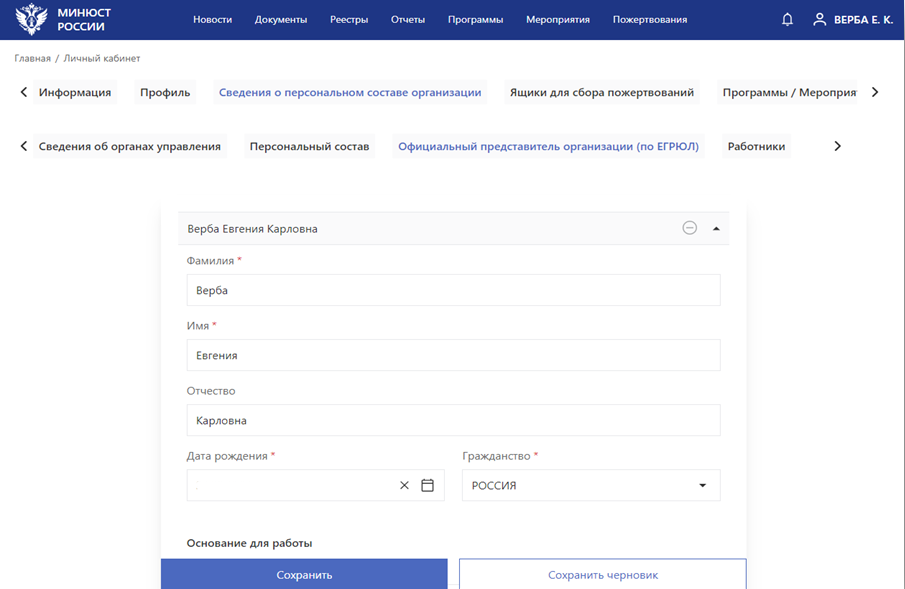 МИНЮСТ
РОССИИ
Новости Документы Реестры Отчеты Программы Мероприятия Пожертвования ВЕРБА Е. К.
Главная / Личный кабинет
Информация Профиль Сведения о персональном составе организации Ящики для сбора пожертвований Программы / Мероприят
Сведения об органах управления Персональный состав Официальный представитель организации (по ЕГРЮЛ) Работники
Верба Евгения Карловна
Фамилия *
Верба
Имя *
Евгения
Отчество
Карловна
Дата рождения * Гражданство *
РОССИЯ
Основание для работы
Сохранить Сохранить черновик